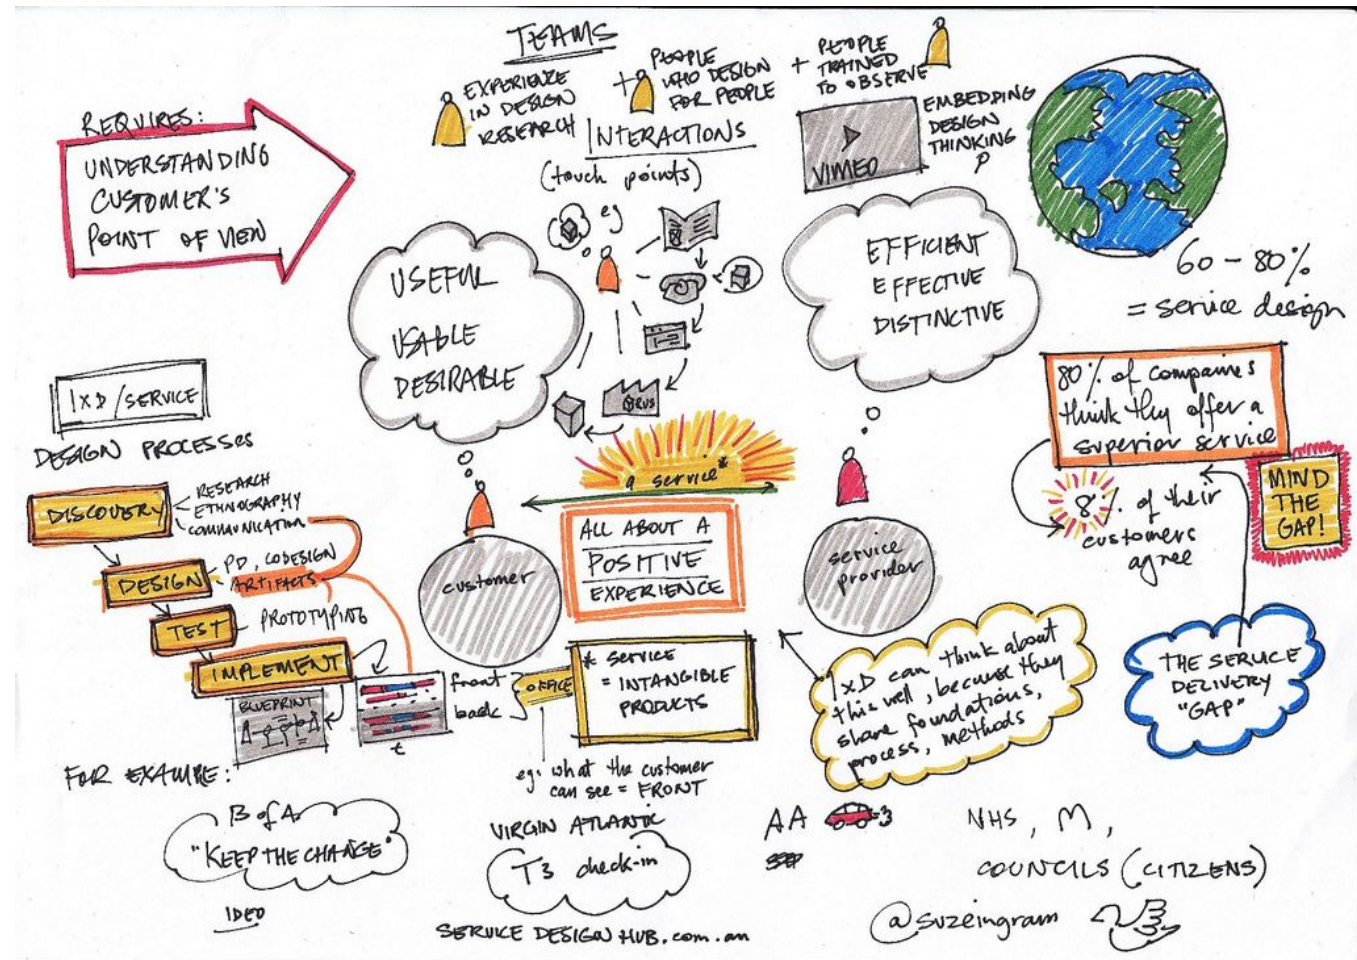 TEAMS
EXPERIENCE
IN DESIGN
RESEARCH
+ PEOPLE
WHO DESIGN
FOR PEOPLE
+ PEOPLE
TRAINED
TO OBSERVE
INTERACTIONS
(touch points)
eg
VIMEO
EMBEDDING
DESIGN
THINKING
REQUIRES:
UNDERSTANDING
CUSTOMER'S
POINT OF VIEW
USEFUL
USABLE
DESIRABLE
EFFICIENT
EFFECTIVE
DISTINCTIVE
60 - 80%
= service design
80% of companies
think they offer a
superior service
8% of their
customers
agree
MIND
THE
GAP!
THE SERVICE
DELIVERY
"GAP"
IXD/SERVICE
DESIGN PROCESSES
DISCOVERY
RESEARCH
ETHNOGRAPHY
COMMUNICATION
DESIGN
PD, CODESIGN
ARTIFACTS
TEST
PROTOTYPING
IMPLEMENT
BLUEPRINT
t
front
back
OFFICE
customer
a service*
ALL ABOUT A
POSITIVE
EXPERIENCE
service
provider
* SERVICE
= INTANGIBLE
PRODUCTS
eg: what the customer
can see = FRONT
IxD can think about
this well, because they
share foundations,
process, methods
FOR EXAMPLE:
B of A
"KEEP THE CHANGE"
IDEO
VIRGIN ATLANTIC
T3 check-in
AA
NHS, M,
COUNCILS (CITIZENS)
SERVICE DESIGN HUB.com.au
@suzeingram